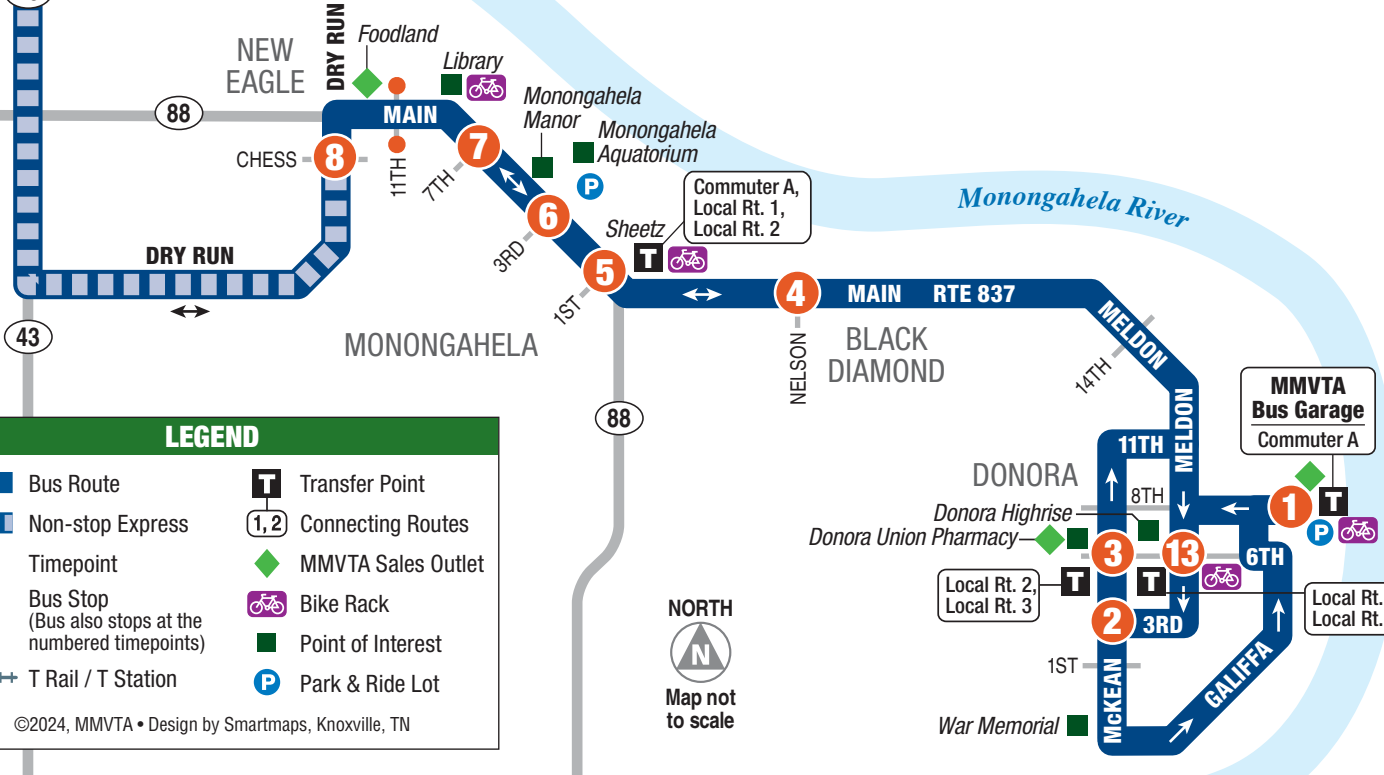 DRY RUN
Foodland
NEW
EAGLE
Library
Monongahela
Manor
Monongahela
Aquatorium
88
MAIN
CHESS
8
11TH
7
7TH
P
Commuter A,
Local Rt. 1,
Local Rt. 2
Monongahela River
6
3RD
Sheetz
T
DRY RUN
5
1ST
4
MAIN RTE 837
43
MONONGAHELA
NELSON
BLACK
DIAMOND
MELDON
14TH
88
MELDON
MMVTA
Bus Garage
Commuter A
11TH
DONORA
8TH
1
T
P
Donora Highrise
Donora Union Pharmacy
3
13
6TH
T
T
Local Rt. 2,
Local Rt. 3
Local Rt.
Local Rt.
2
3RD
1ST
McKEAN
GALIFFA
War Memorial
NORTH
N
Map not
to scale
LEGEND
Bus Route
Non-stop Express
Timepoint
Bus Stop
(Bus also stops at the
numbered timepoints)
T Rail / T Station
T Transfer Point
1, 2 Connecting Routes
MMVTA Sales Outlet
Bike Rack
Point of Interest
P Park & Ride Lot
©2024, MMVTA • Design by Smartmaps, Knoxville, TN